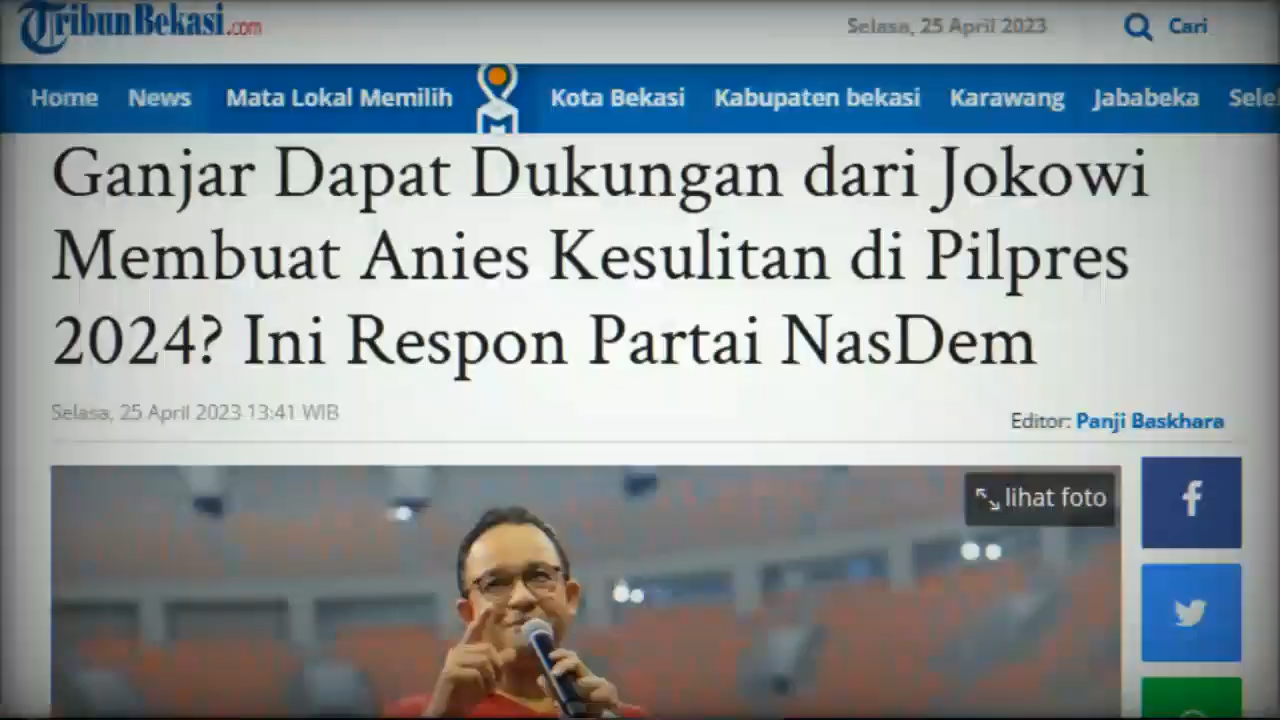 TribunBekasi.com
Selasa, 25 April 2023
Cari
Home News Mata Lokal Memilih Kota Bekasi Kabupaten bekasi Karawang Jababeka
Ganjar Dapat Dukungan dari Jokowi
Membuat Anies Kesulitan di Pilpres
2024? Ini Respon Partai NasDem
Selasa, 25 April 2023 13:41 WIB
Editor: Panji Baskhara
lihat foto